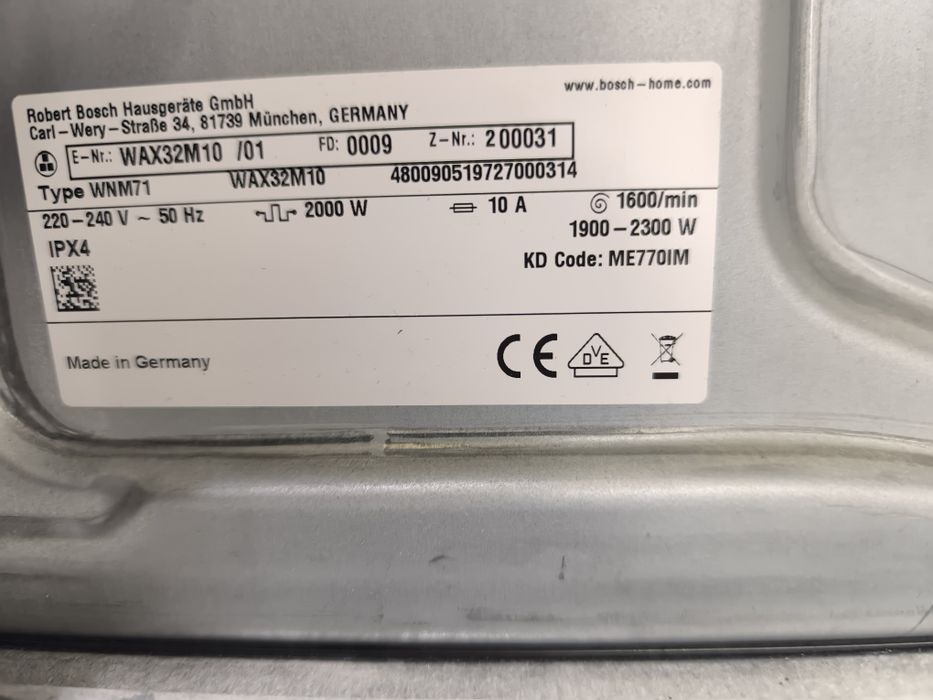 www.bosch-home.com
Robert Bosch Hausgeräte GmbH
Carl-Wery-Straße 34, 81739 München, GERMANY
E-Nr.: WAX32M10 /01 FD: 0009 Z-Nr.: 200031
Type WNM71 WAX32M10 480090519727000314
220-240 V ~ 50 Hz 2000 W 10 A 1600/min
1900-2300 W
IPX4
KD Code: ME770IM
Made in Germany
CE DVE